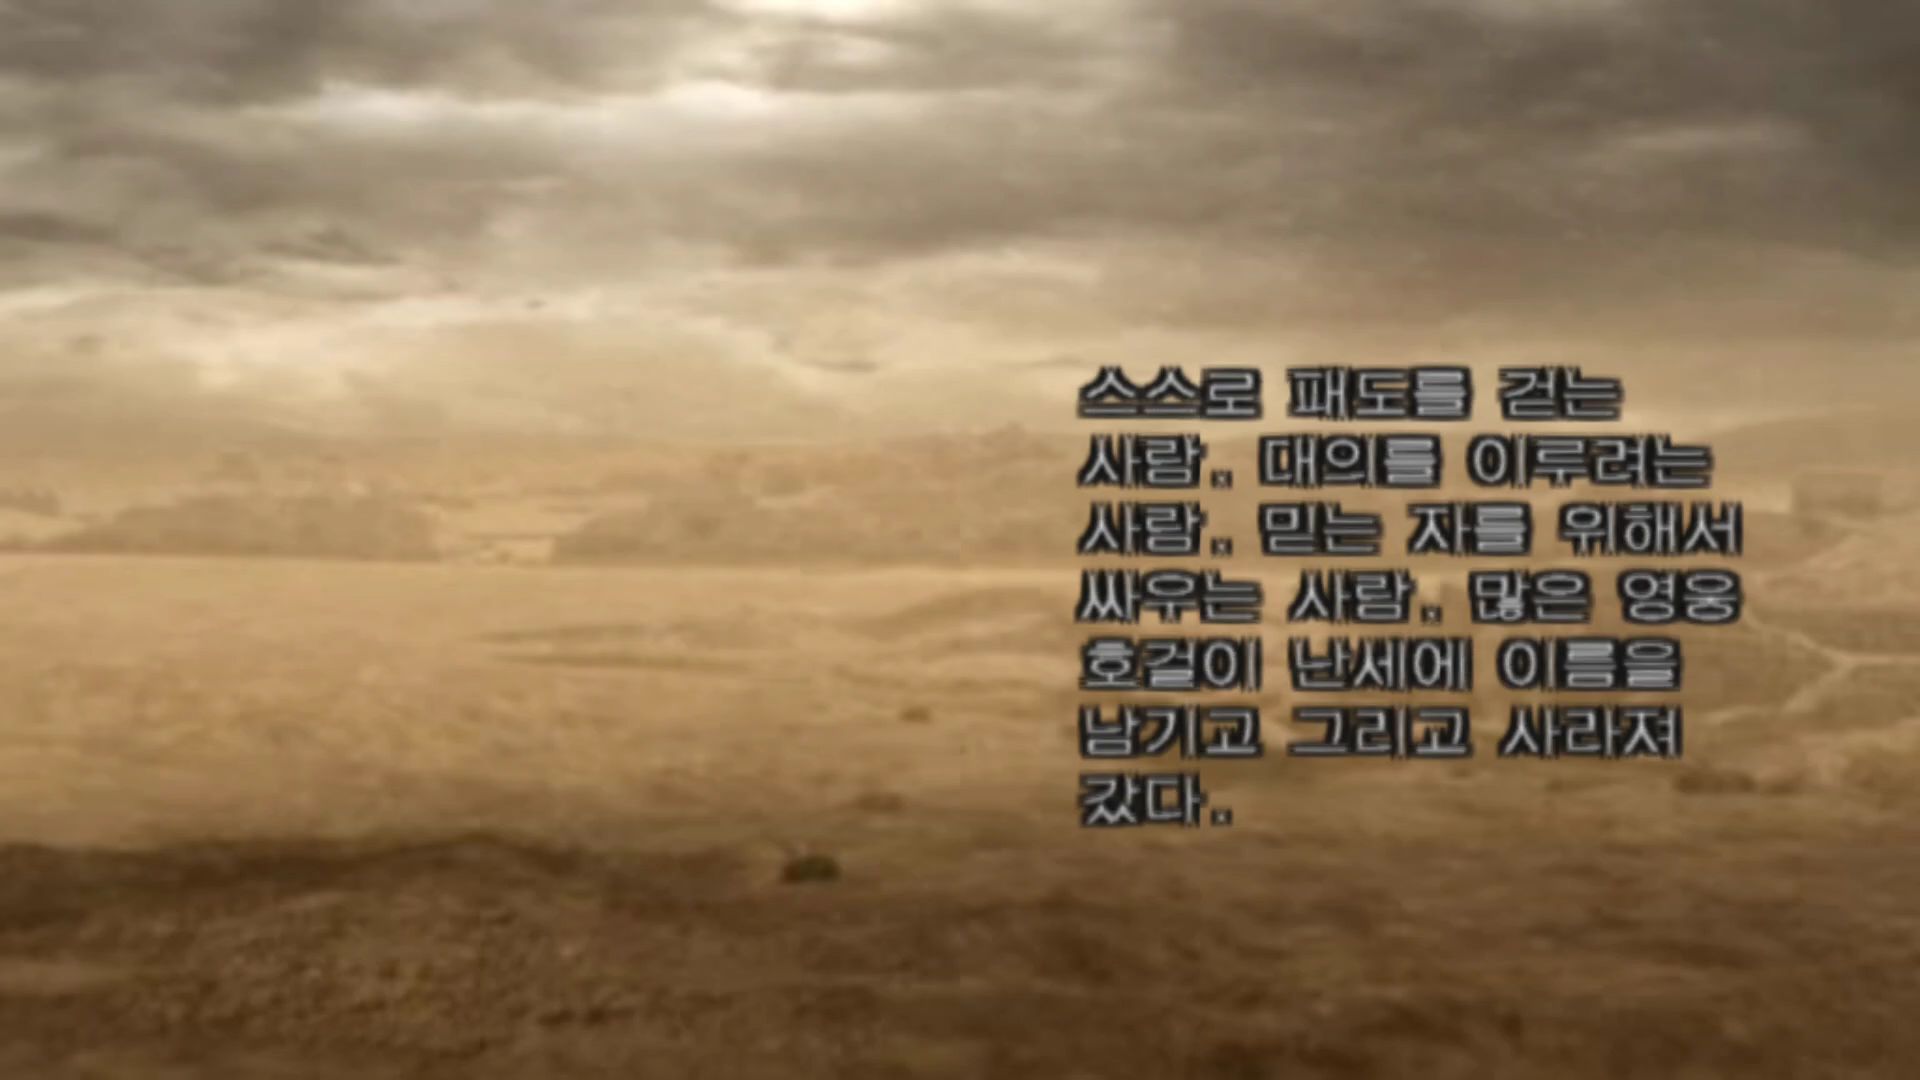 스스로 패도를 걷는
사람. 대의를 이루려는
사람. 믿는 자를 위해서
싸우는 사람. 많은 영웅
호걸이 난세에 이름을
남기고 그리고 사라져
갔다.